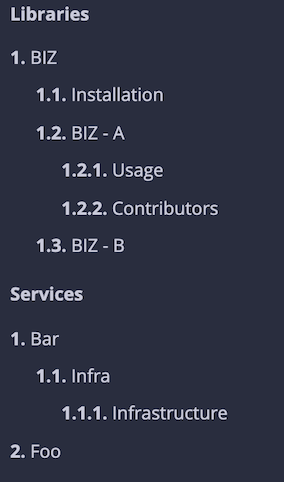 Libraries
1. BIZ
1.1. Installation
1.2. BIZ - A
1.2.1. Usage
1.2.2. Contributors
1.3. BIZ - B
Services
1. Bar
1.1. Infra
1.1.1. Infrastructure
2. Foo